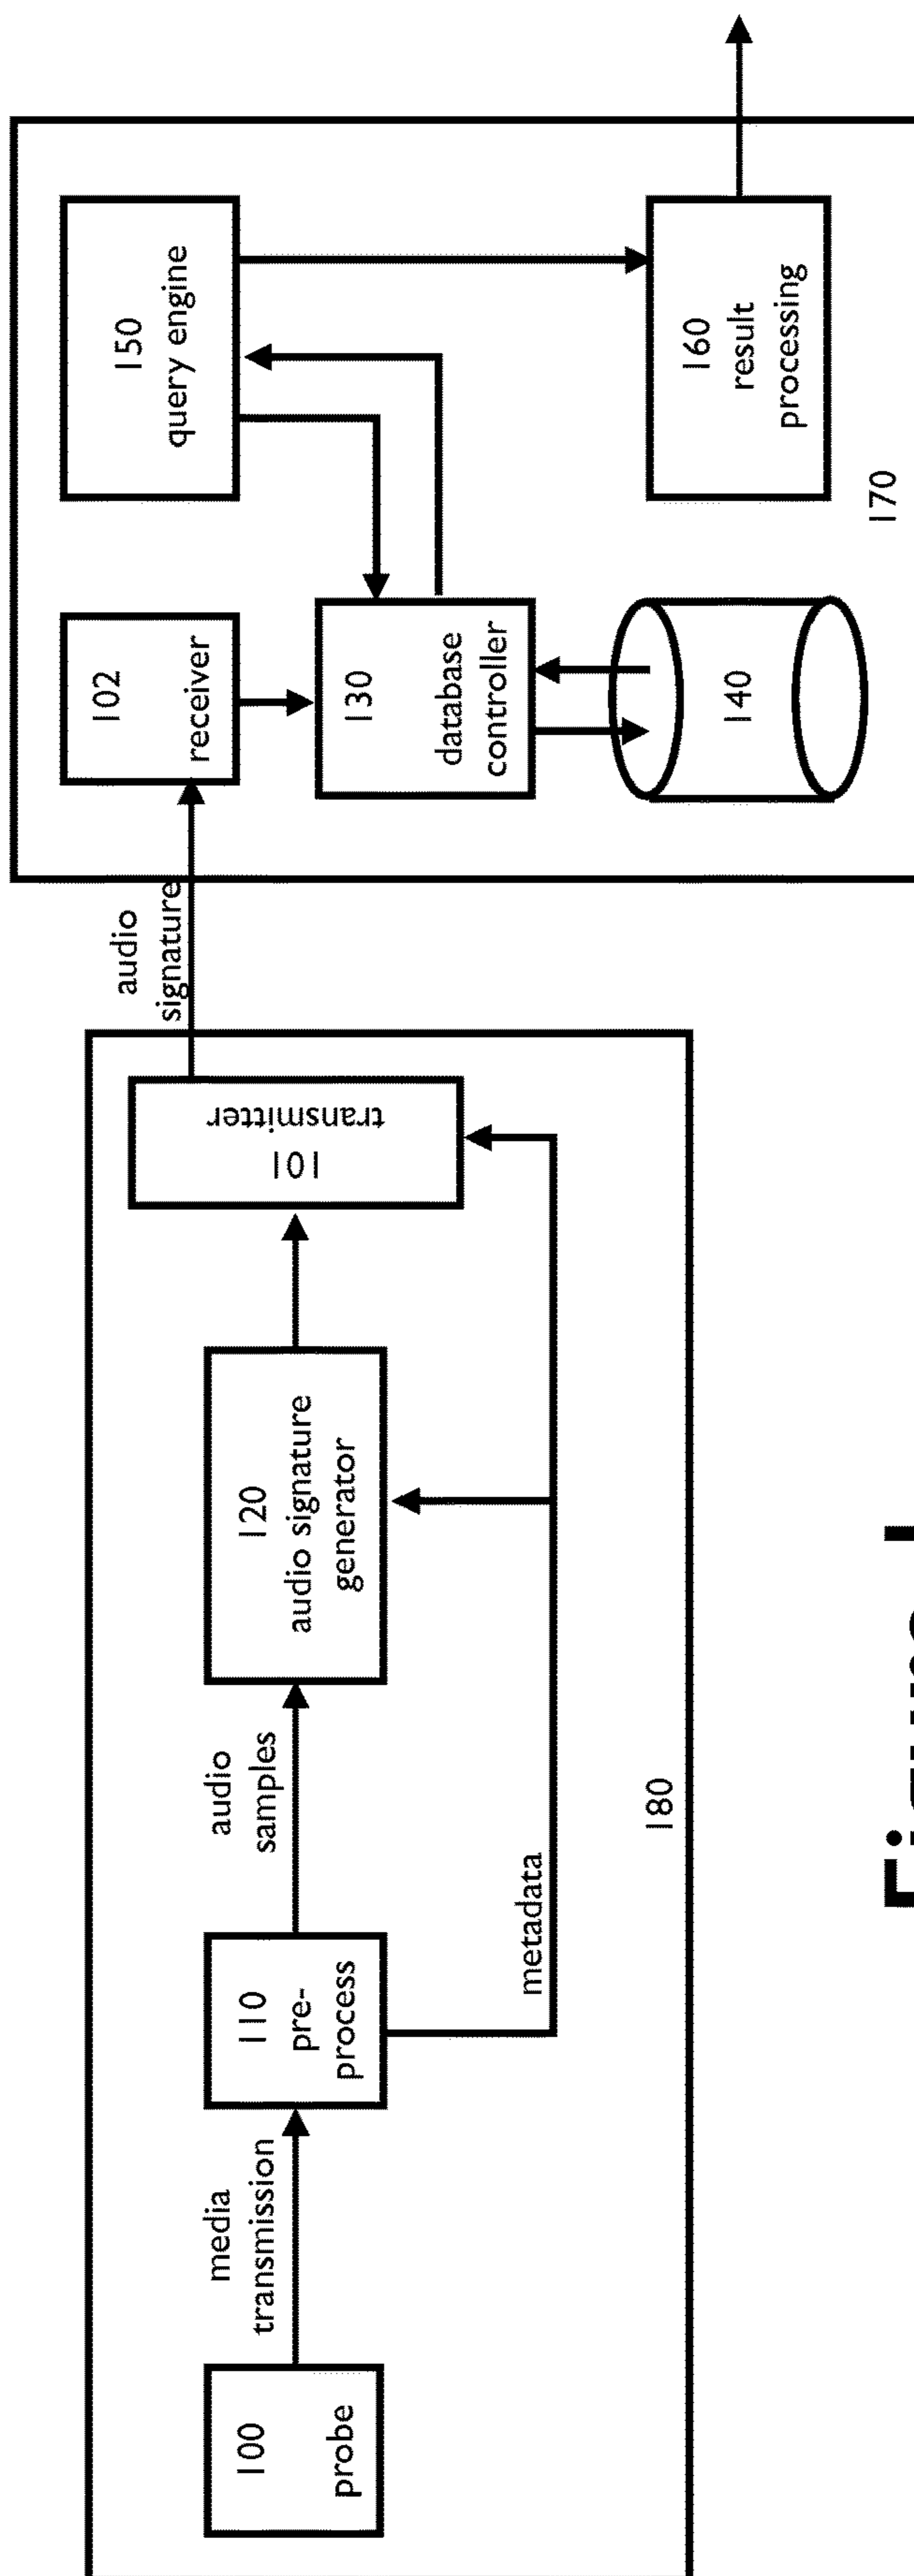 100
probe
media
transmission
110
pre-
process
audio
samples
metadata
120
audio signature
generator
101
transmitter
180
audio
signature
102
receiver
130
database
controller
140
150
query engine
160
result
processing
170
Figure 1